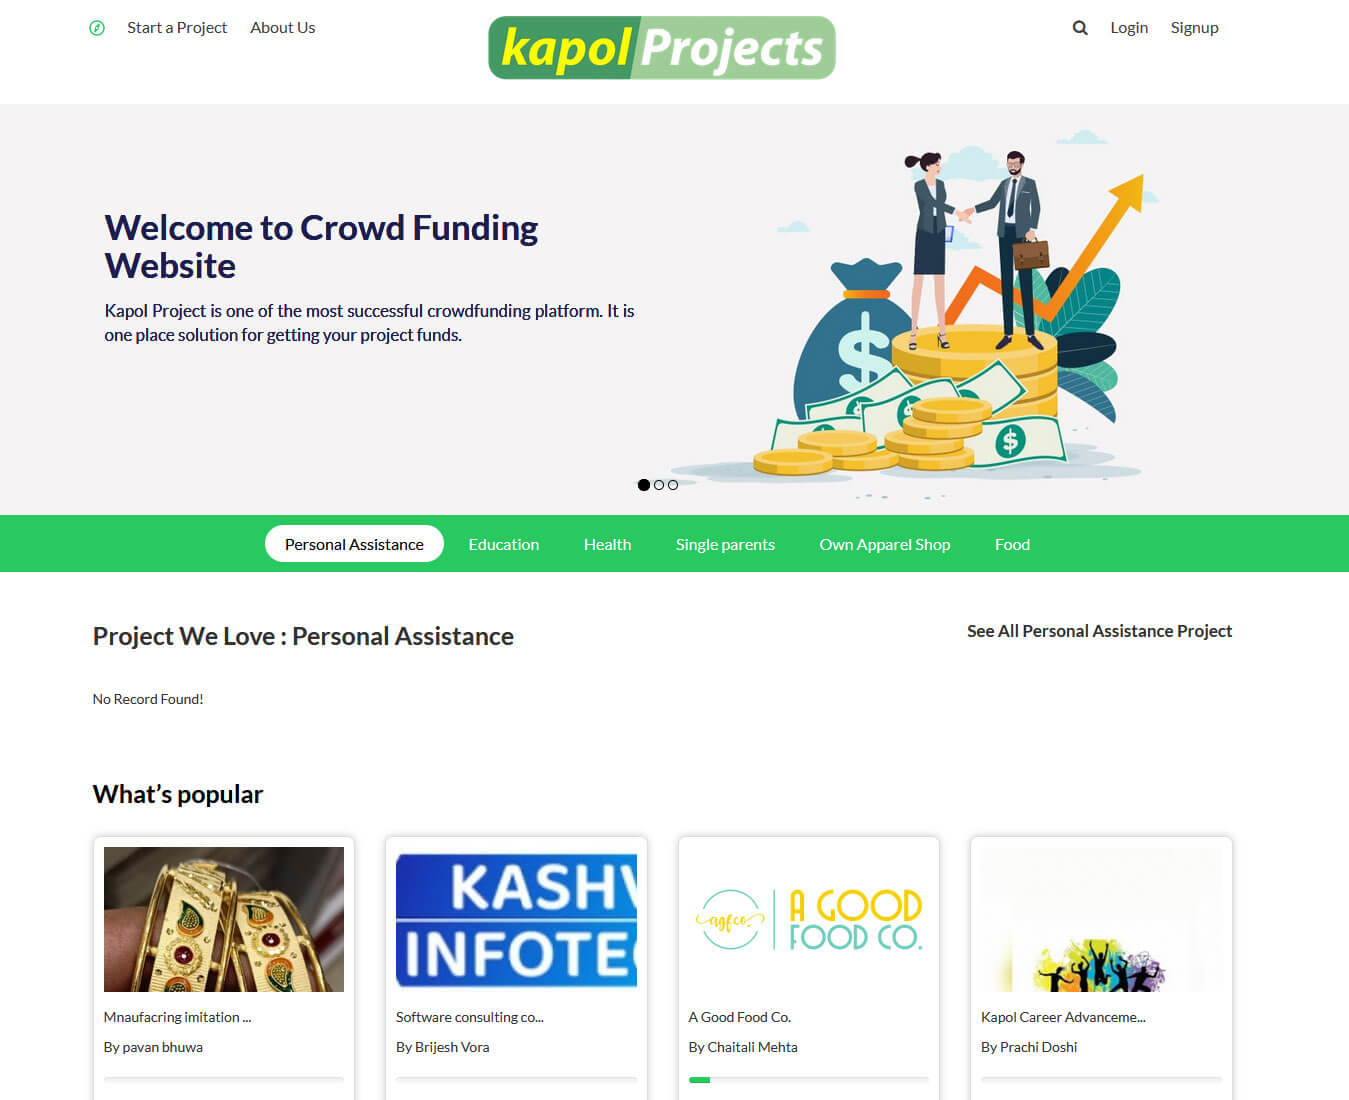 Start a Project
About Us
kapol Projects
Login
Signup
Welcome to Crowd Funding
Website
Kapol Project is one of the most successful crowdfunding platform. It is
one place solution for getting your project funds.
$
$
Personal Assistance
Education
Health
Single parents
Own Apparel Shop
Food
Project We Love : Personal Assistance
See All Personal Assistance Project
No Record Found!
What's popular
KASHV
INFOTE
agfco.
A GOOD
FOOD CO.
Mnaufacring imitation ...
Software consulting co...
A Good Food Co.
Kapol Career Advanceme...
By pavan bhuwa
By Brijesh Vora
By Chaitali Mehta
By Prachi Doshi